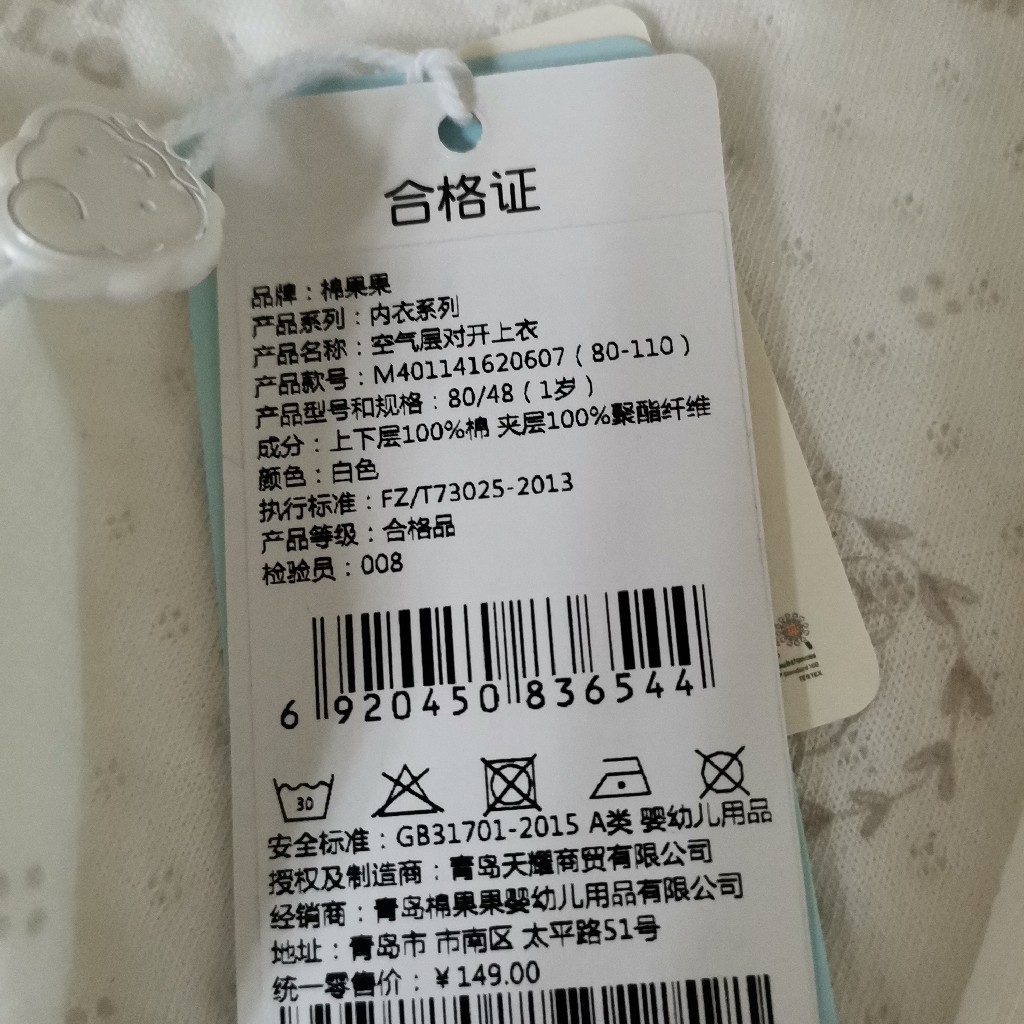 合格证
品牌：棉果果
产品系列：内衣系列
产品名称：空气层对开上衣
产品款号：M401141620607（80-110）
产品型号和规格：80/48（1岁）
成分：上下层100%棉 夹层100%聚酯纤维
颜色：白色
执行标准：FZ/T73025-2013
产品等级：合格品
检验员：008
6 920450 836544
30
安全标准：GB31701-2015 A类 婴幼儿用品
授权及制造商：青岛天耀商贸有限公司
经销商：青岛棉果果婴幼儿用品有限公司
地址：青岛市 市南区 太平路51号
统一零售价：￥149.00
TESTEX